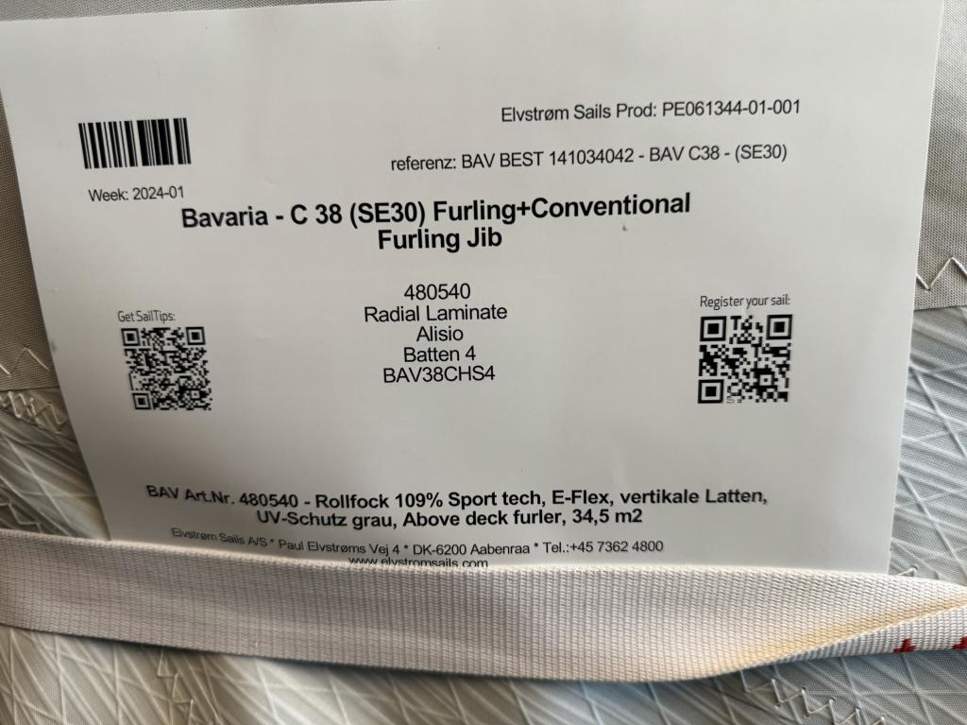 Elvstrøm Sails Prod: PE061344-01-001
referenz: BAV BEST 141034042 - BAV C38 - (SE30)
Week: 2024-01
Bavaria - C 38 (SE30) Furling+Conventional
Furling Jib
480540
Radial Laminate
Alisio
Batten 4
BAV38CHS4
Get SailTips:
Register your sail:
BAV Art.Nr. 480540 - Rollfock 109% Sport tech, E-Flex, vertikale Latten,
UV-Schutz grau, Above deck furler, 34,5 m2
Elvstrøm Sails A/S * Paul Elvstrøms Vej 4 * DK-6200 Aabenraa * Tel.:+45 7362 4800
www.elvstromsails.com